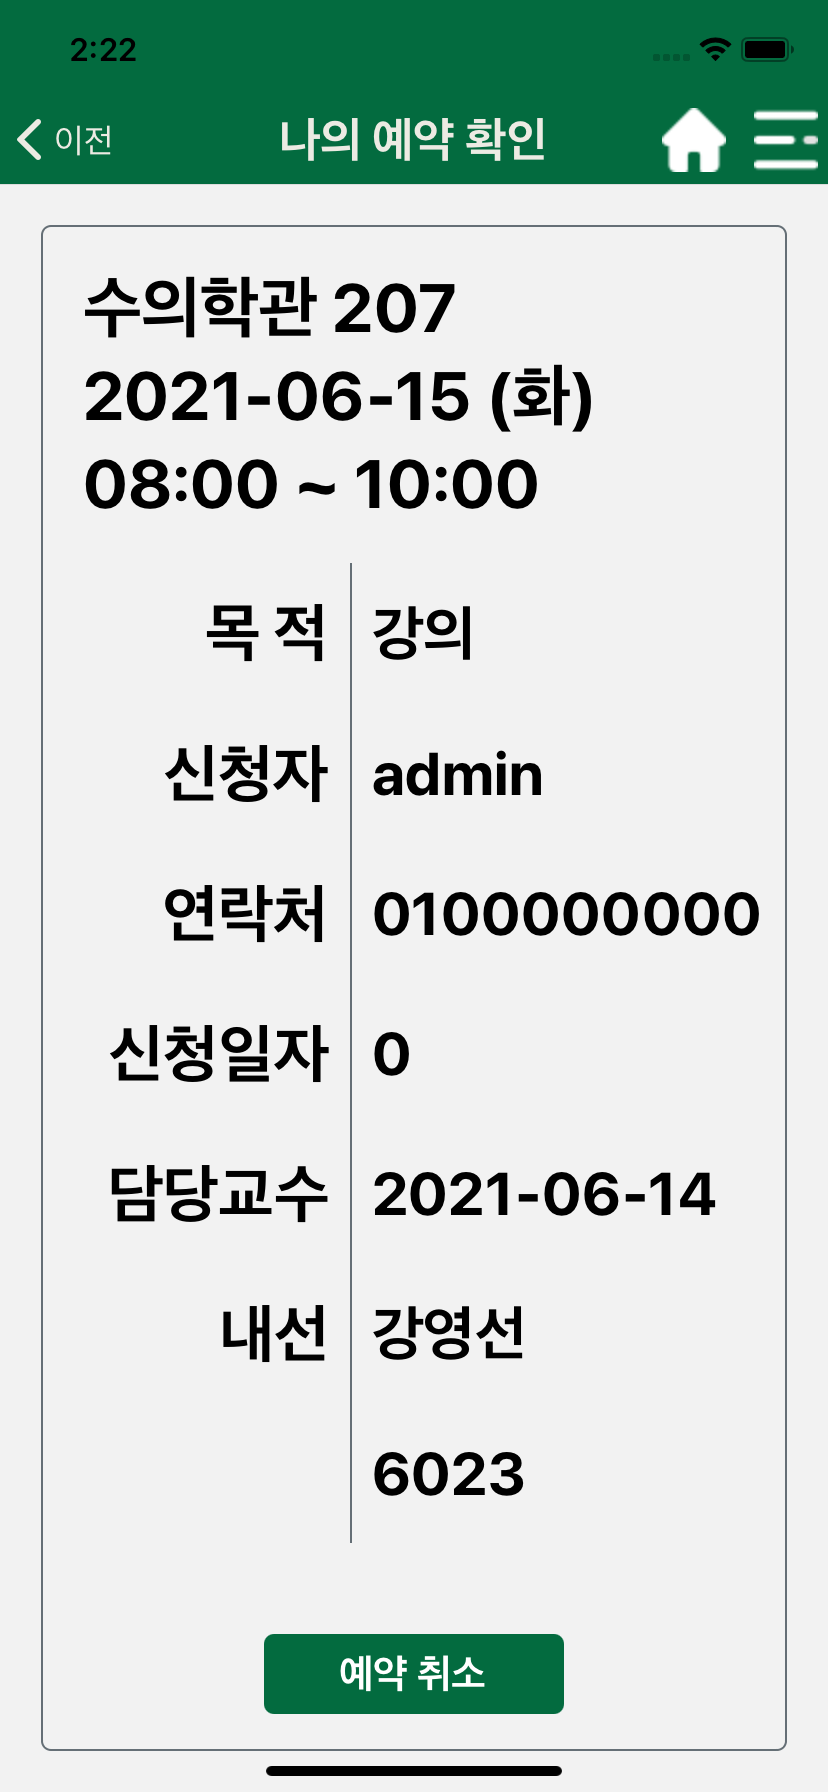 2:22
이전
나의 예약 확인
수의학관 207
2021-06-15 (화)
08:00 ~ 10:00
목 적 강의
신청자 admin
연락처 0100000000
신청일자 0
담당교수 2021-06-14
내선 강영선
6023
예약 취소